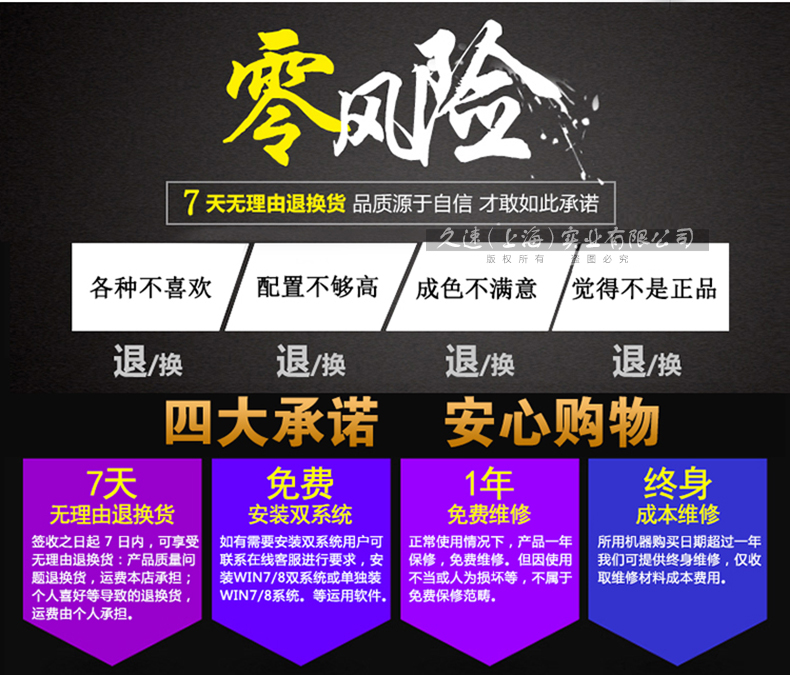 零风险
7天无理由退换货 品质源于自信 才敢如此承诺
久速(上海)实业有限公司
版权所有 盗图必究
各种不喜欢 配置不够高 成色不满意 觉得不是正品
退/换 退/换 退/换 退/换
四大承诺 安心购物
7天
无理由退换货
签收之日起 7 日内，可享受
无理由退换货：产品质量问
题退换货，运费本店承担；
个人喜好等导致的退换货，
运费由个人承担。
免费
安装双系统
如有需要安装双系统用户可
联系在线客服进行要求，安
装WIN7/8双系统或单独装
WIN7/8系统。等运用软件。
1年
免费维修
正常使用情况下，产品一年
保修，免费维修。但因使用
不当或人为损坏等，不属于
免费保修范畴。
终身
成本维修
所用机器购买日期超过一年
我们可提供终身维修，仅收
取维修材料成本费用。